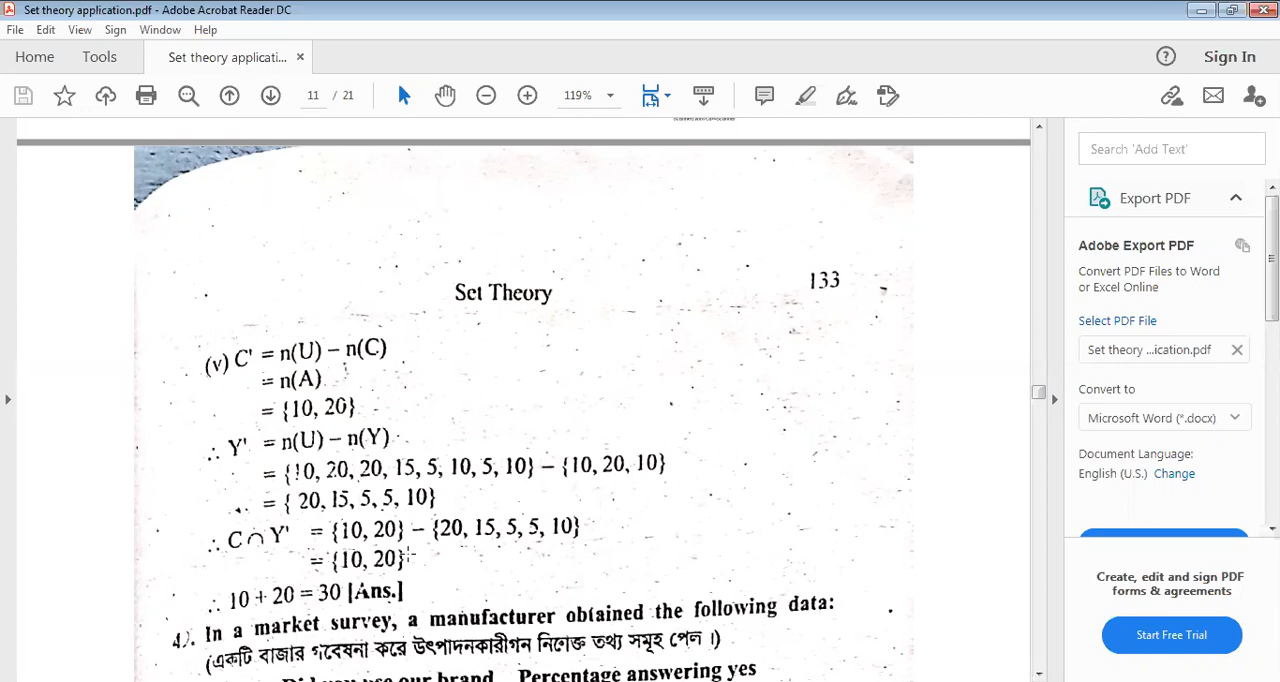 Set theory application.pdf - Adobe Acrobat Reader DC
File Edit View Sign Window Help
Home Tools Set theory applicati... × Sign In
11 / 21 119%
Set Theory 133
(v) C' = n(U) − n(C)
= n(A)
= {10, 20}
∴ Y' = n(U) − n(Y)
= {10, 20, 20, 15, 5, 10, 5, 10} − {10, 20, 10}
= { 20, 15, 5, 5, 10}
∴ C ∩ Y' = {10, 20} − {20, 15, 5, 5, 10}
= {10, 20}
∴ 10 + 20 = 30 [Ans.]
4). In a market survey, a manufacturer obtained the following data:
(একটি বাজার গবেষনা করে উৎপাদনকারীগন নিম্নোক্ত তথ্য সমূহ পেল ।)
Did you use our brand Percentage answering yes
Search 'Add Text'
Export PDF
Adobe Export PDF
Convert PDF Files to Word
or Excel Online
Select PDF File
Set theory ...ication.pdf ×
Convert to
Microsoft Word (*.docx)
Document Language:
English (U.S.) Change
Create, edit and sign PDF
forms & agreements
Start Free Trial